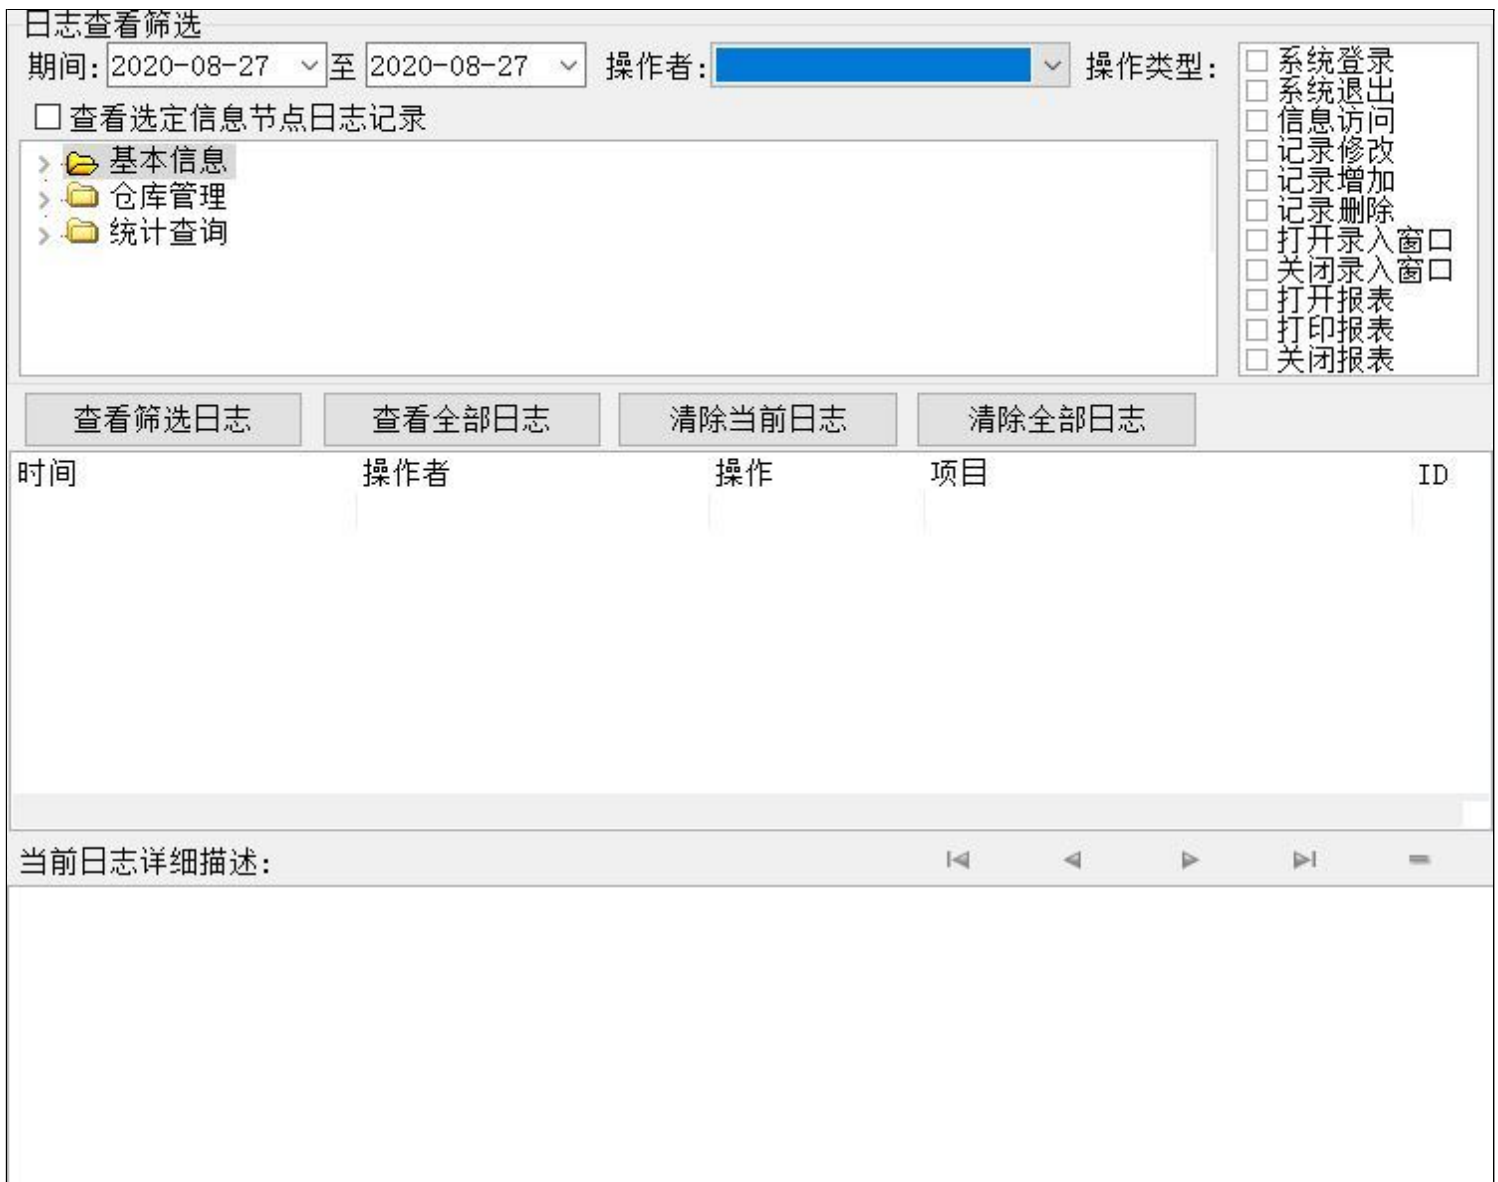 日志查看筛选
期间: 2020-08-27 至 2020-08-27 操作者: 操作类型:
系统登录
系统退出
信息访问
记录修改
记录增加
记录删除
打开录入窗口
关闭录入窗口
打开报表
打印报表
关闭报表
查看选定信息节点日志记录
基本信息
仓库管理
统计查询
查看筛选日志 查看全部日志 清除当前日志 清除全部日志
时间 操作者 操作 项目 ID
当前日志详细描述: